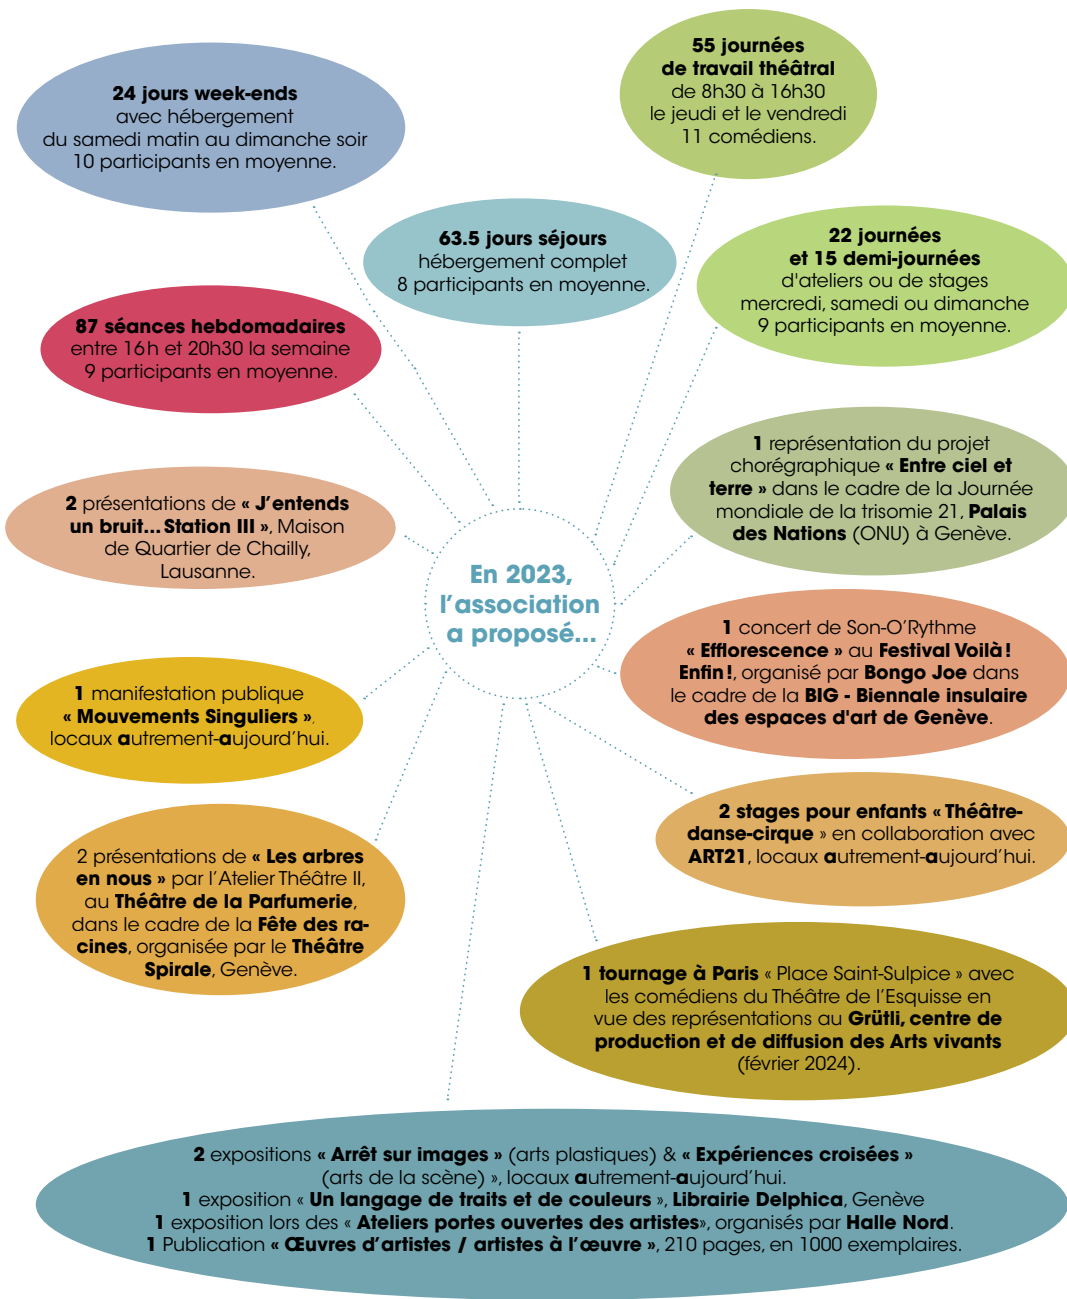 24 jours week-ends
avec hébergement
du samedi matin au dimanche soir
10 participants en moyenne.
55 journées
de travail théâtral
de 8h30 à 16h30
le jeudi et le vendredi
11 comédiens.
63.5 jours séjours
hébergement complet
8 participants en moyenne.
22 journées
et 15 demi-journées
d'ateliers ou de stages
mercredi, samedi ou dimanche
9 participants en moyenne.
87 séances hebdomadaires
entre 16h et 20h30 la semaine
9 participants en moyenne.
1 représentation du projet
chorégraphique « Entre ciel et
terre » dans le cadre de la Journée
mondiale de la trisomie 21, Palais
des Nations (ONU) à Genève.
2 présentations de « J'entends
un bruit... Station III », Maison
de Quartier de Chailly,
Lausanne.
En 2023,
l'association
a proposé...
1 concert de Son-O'Rythme
« Efflorescence » au Festival Voilà !
Enfin !, organisé par Bongo Joe dans
le cadre de la BIG - Biennale insulaire
des espaces d'art de Genève.
1 manifestation publique
« Mouvements Singuliers »,
locaux autrement-aujourd'hui.
2 stages pour enfants « Théâtre-
danse-cirque » en collaboration avec
ART21, locaux autrement-aujourd'hui.
2 présentations de « Les arbres
en nous » par l'Atelier Théâtre II,
au Théâtre de la Parfumerie,
dans le cadre de la Fête des ra-
cines, organisée par le Théâtre
Spirale, Genève.
1 tournage à Paris « Place Saint-Sulpice » avec
les comédiens du Théâtre de l'Esquisse en
vue des représentations au Grütli, centre de
production et de diffusion des Arts vivants
(février 2024).
2 expositions « Arrêt sur images » (arts plastiques) & « Expériences croisées »
(arts de la scène) », locaux autrement-aujourd'hui.
1 exposition « Un langage de traits et de couleurs », Librairie Delphica, Genève
1 exposition lors des « Ateliers portes ouvertes des artistes», organisés par Halle Nord.
1 Publication « Œuvres d'artistes / artistes à l'œuvre », 210 pages, en 1000 exemplaires.